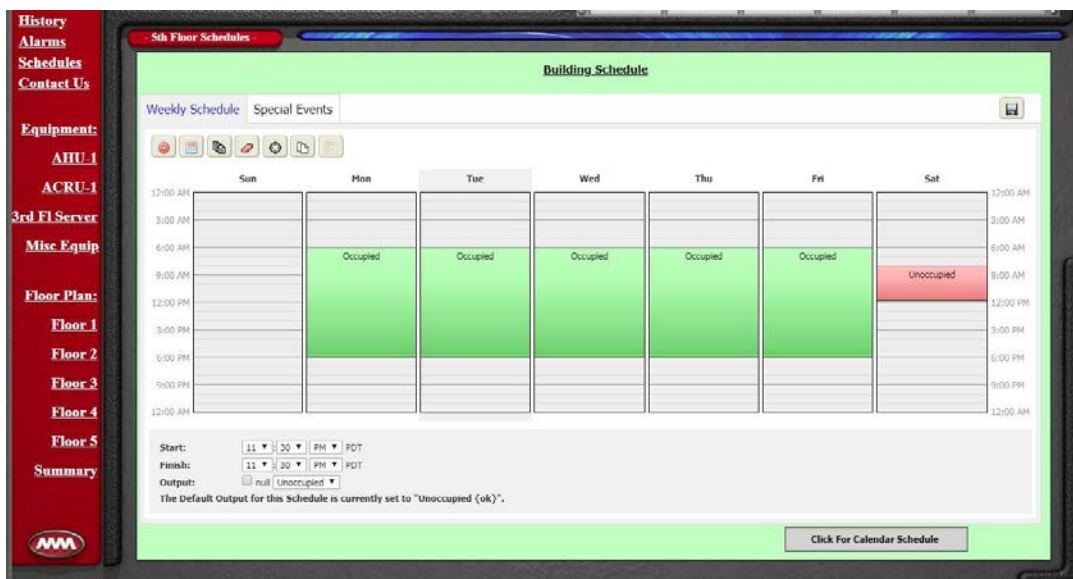 History
Alarms
Schedules
Contact Us
Equipment:
AHU-1
ACRU-1
3rd Fl Server
Misc Equip
Floor Plan:
Floor 1
Floor 2
Floor 3
Floor 4
Floor 5
Summary
- 5th Floor Schedules -
Building Schedule
Weekly Schedule Special Events
Sun Mon Tue Wed Thu Fri Sat
12:00 AM 12:00 AM
3:00 AM 3:00 AM
6:00 AM 6:00 AM
Occupied Occupied Occupied Occupied Occupied
9:00 AM Unoccupied 9:00 AM
12:00 PM 12:00 PM
3:00 PM 3:00 PM
6:00 PM 6:00 PM
9:00 PM 9:00 PM
12:00 AM 12:00 AM
Start: 11 : 30 PM PDT
Finish: 11 : 30 PM PDT
Output: null Unoccupied
The Default Output for this Schedule is currently set to "Unoccupied {ok}".
Click For Calendar Schedule